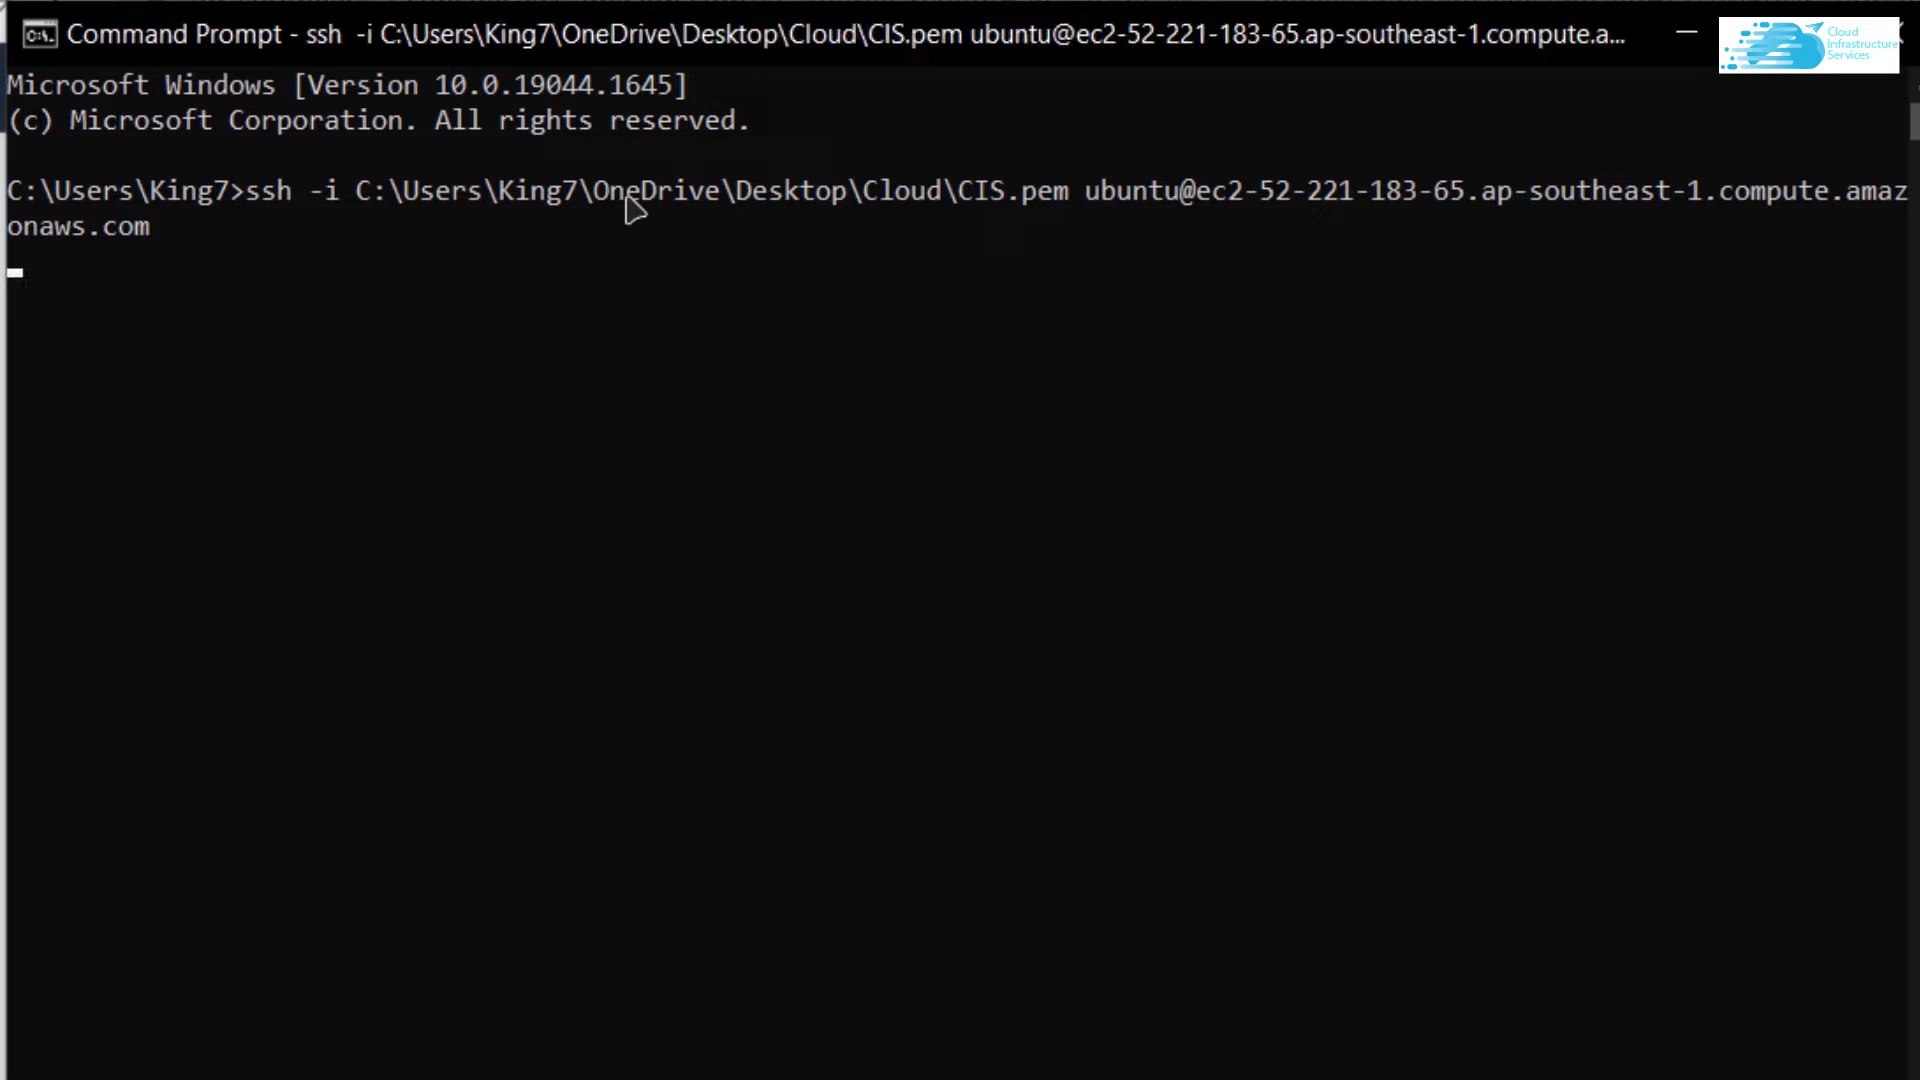 Command Prompt - ssh  -i C:\Users\King7\OneDrive\Desktop\Cloud\CIS.pem ubuntu@ec2-52-221-183-65.ap-southeast-1.compute.a...
Cloud
Infrastructure
Services
Microsoft Windows [Version 10.0.19044.1645]
(c) Microsoft Corporation. All rights reserved.
C:\Users\King7>ssh -i C:\Users\King7\OneDrive\Desktop\Cloud\CIS.pem ubuntu@ec2-52-221-183-65.ap-southeast-1.compute.amaz
onaws.com